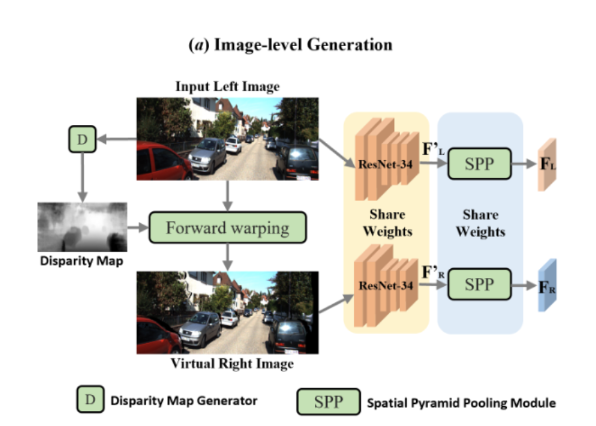 (a) Image-level Generation
Input Left Image
D
ResNet-34
F'L
SPP
FL
Forward warping
Share
Weights
Share
Weights
Disparity Map
ResNet-34
F'R
SPP
FR
Virtual Right Image
D Disparity Map Generator
SPP Spatial Pyramid Pooling Module